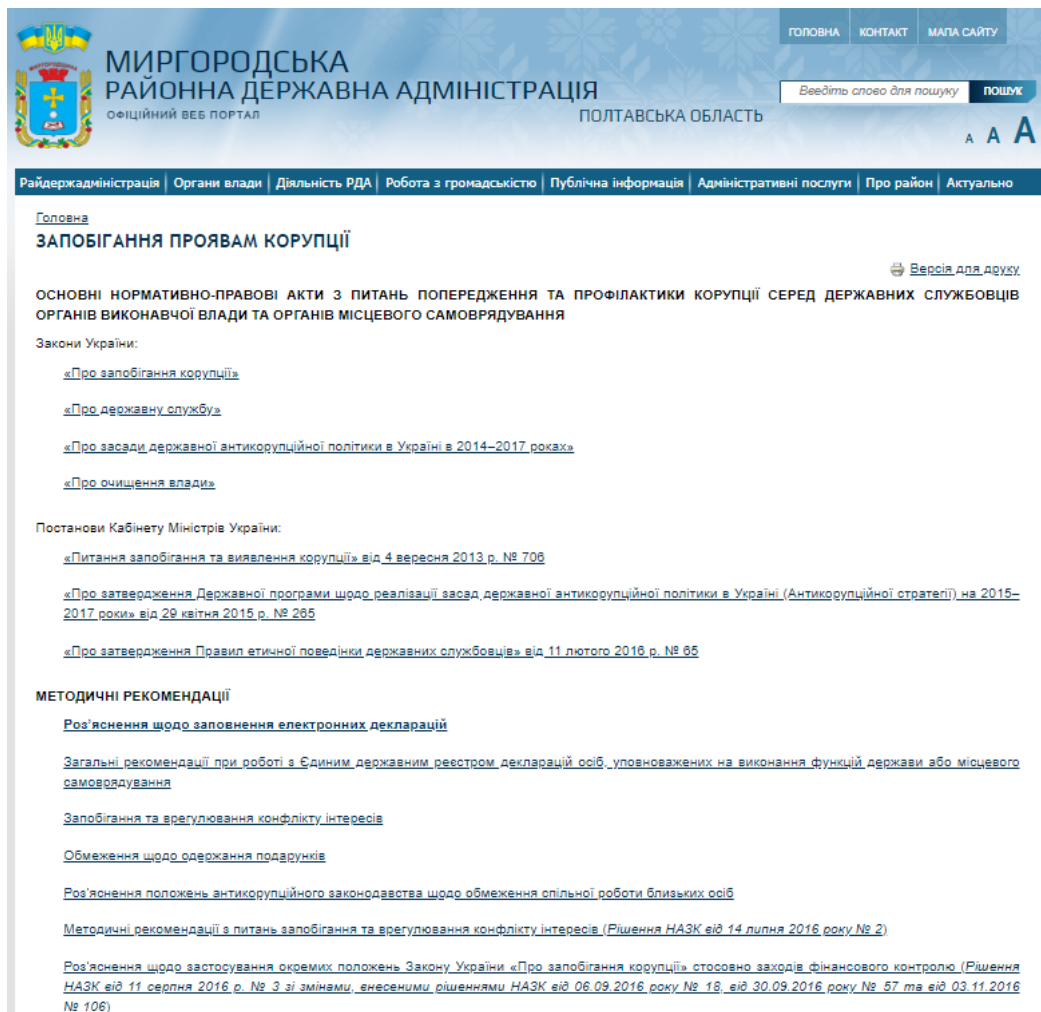 ГОЛОВНА КОНТАКТ МАПА САЙТУ
МИРГОРОДЩИНА
МИРГОРОДСЬКА
РАЙОННА ДЕРЖАВНА АДМІНІСТРАЦІЯ
ОФІЦІЙНИЙ ВЕБ ПОРТАЛ
ПОЛТАВСЬКА ОБЛАСТЬ
Введіть слово для пошуку ПОШУК
А А А
Райдержадміністрація Органи влади Діяльність РДА Робота з громадськістю Публічна інформація Адміністративні послуги Про район Актуально
Головна
ЗАПОБІГАННЯ ПРОЯВАМ КОРУПЦІЇ
Версія для друку
ОСНОВНІ НОРМАТИВНО-ПРАВОВІ АКТИ З ПИТАНЬ ПОПЕРЕДЖЕННЯ ТА ПРОФІЛАКТИКИ КОРУПЦІЇ СЕРЕД ДЕРЖАВНИХ СЛУЖБОВЦІВ
ОРГАНІВ ВИКОНАВЧОЇ ВЛАДИ ТА ОРГАНІВ МІСЦЕВОГО САМОВРЯДУВАННЯ
Закони України:
«Про запобігання корупції»
«Про державну службу»
«Про засади державної антикорупційної політики в Україні в 2014–2017 роках»
«Про очищення влади»
Постанови Кабінету Міністрів України:
«Питання запобігання та виявлення корупції» від 4 вересня 2013 р. № 706
«Про затвердження Державної програми щодо реалізації засад державної антикорупційної політики в Україні (Антикорупційної стратегії) на 2015–
2017 роки» від 29 квітня 2015 р. № 265
«Про затвердження Правил етичної поведінки державних службовців» від 11 лютого 2016 р. № 65
МЕТОДИЧНІ РЕКОМЕНДАЦІЇ
Роз’яснення щодо заповнення електронних декларацій
Загальні рекомендації при роботі з Єдиним державним реєстром декларацій осіб, уповноважених на виконання функцій держави або місцевого
самоврядування
Запобігання та врегулювання конфлікту інтересів
Обмеження щодо одержання подарунків
Роз’яснення положень антикорупційного законодавства щодо обмеження спільної роботи близьких осіб
Методичні рекомендації з питань запобігання та врегулювання конфлікту інтересів (Рішення НАЗК від 14 липня 2016 року № 2)
Роз’яснення щодо застосування окремих положень Закону України «Про запобігання корупції» стосовно заходів фінансового контролю (Рішення
НАЗК від 11 серпня 2016 р. № 3 зі змінами, внесеними рішеннями НАЗК від 06.09.2016 року № 18, від 30.09.2016 року № 57 та від 03.11.2016
№ 106)